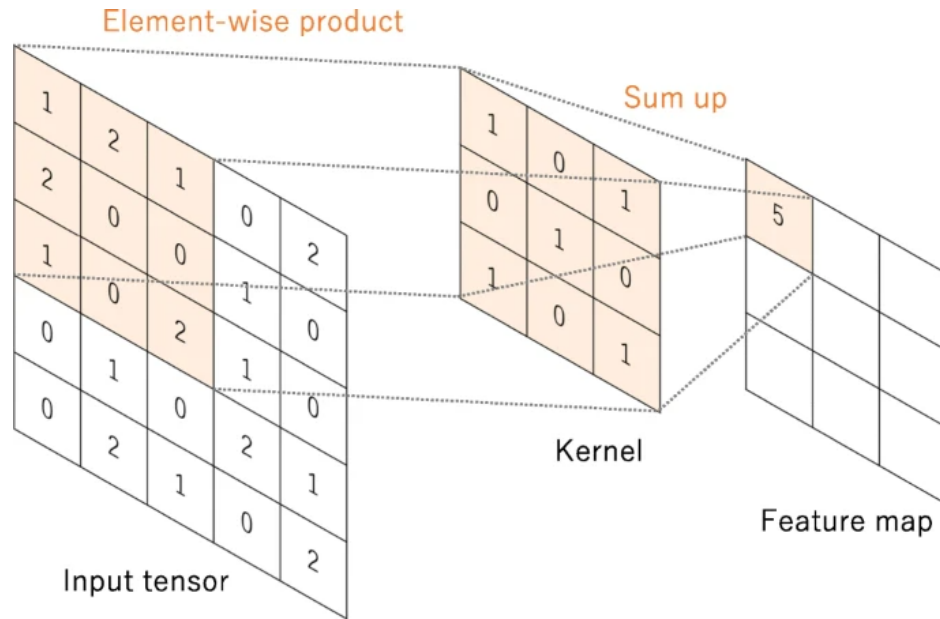 Element-wise product
Sum up
1 2 1 0 2
2 0 0 1 0
1 0 2 1 0
0 1 0 2 1
0 2 1 0 2
1 0 1
0 1 0
1 0 1
5
Kernel
Feature map
Input tensor